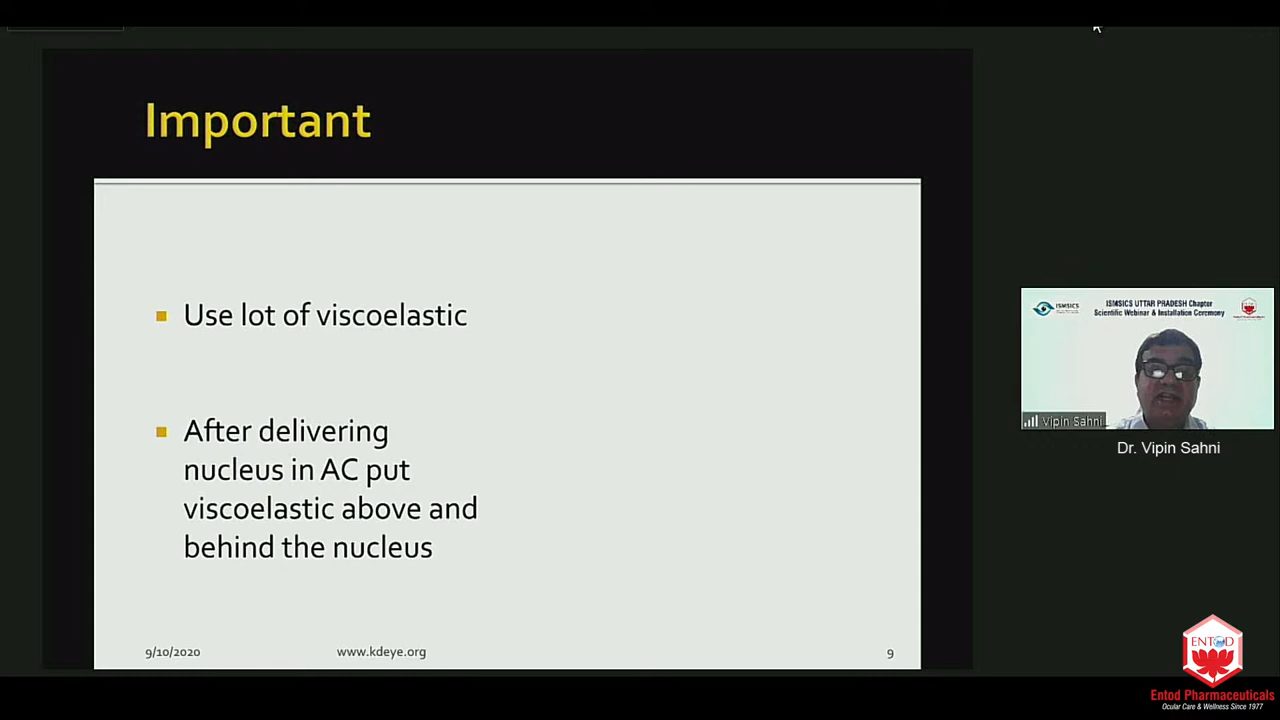 Important
Use lot of viscoelastic
After delivering
nucleus in AC put
viscoelastic above and
behind the nucleus
9/10/2020
www.kdeye.org
9
ISMSICS
ISMSICS UTTAR PRADESH Chapter
Scientific Webinar & Installation Ceremony
Vipin Sahni
Dr. Vipin Sahni
ENTOD
Entod Pharmaceuticals
Ocular Care & Wellness Since 1977